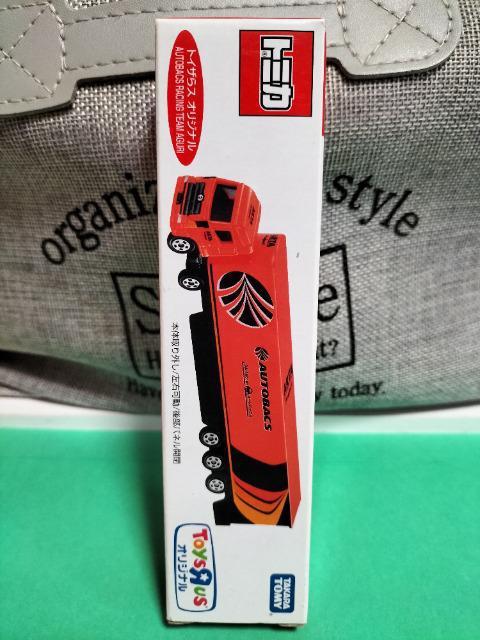 トミカ
トイザらス オリジナル
AUTOBACS RACING TEAM AGURI
AUTOBACS
本体取り外し/左右可動/後部パネル開閉
TOYS R US
オリジナル
TAKARA
TOMY
organiz
style
S
e
H
t?
Hav
today.